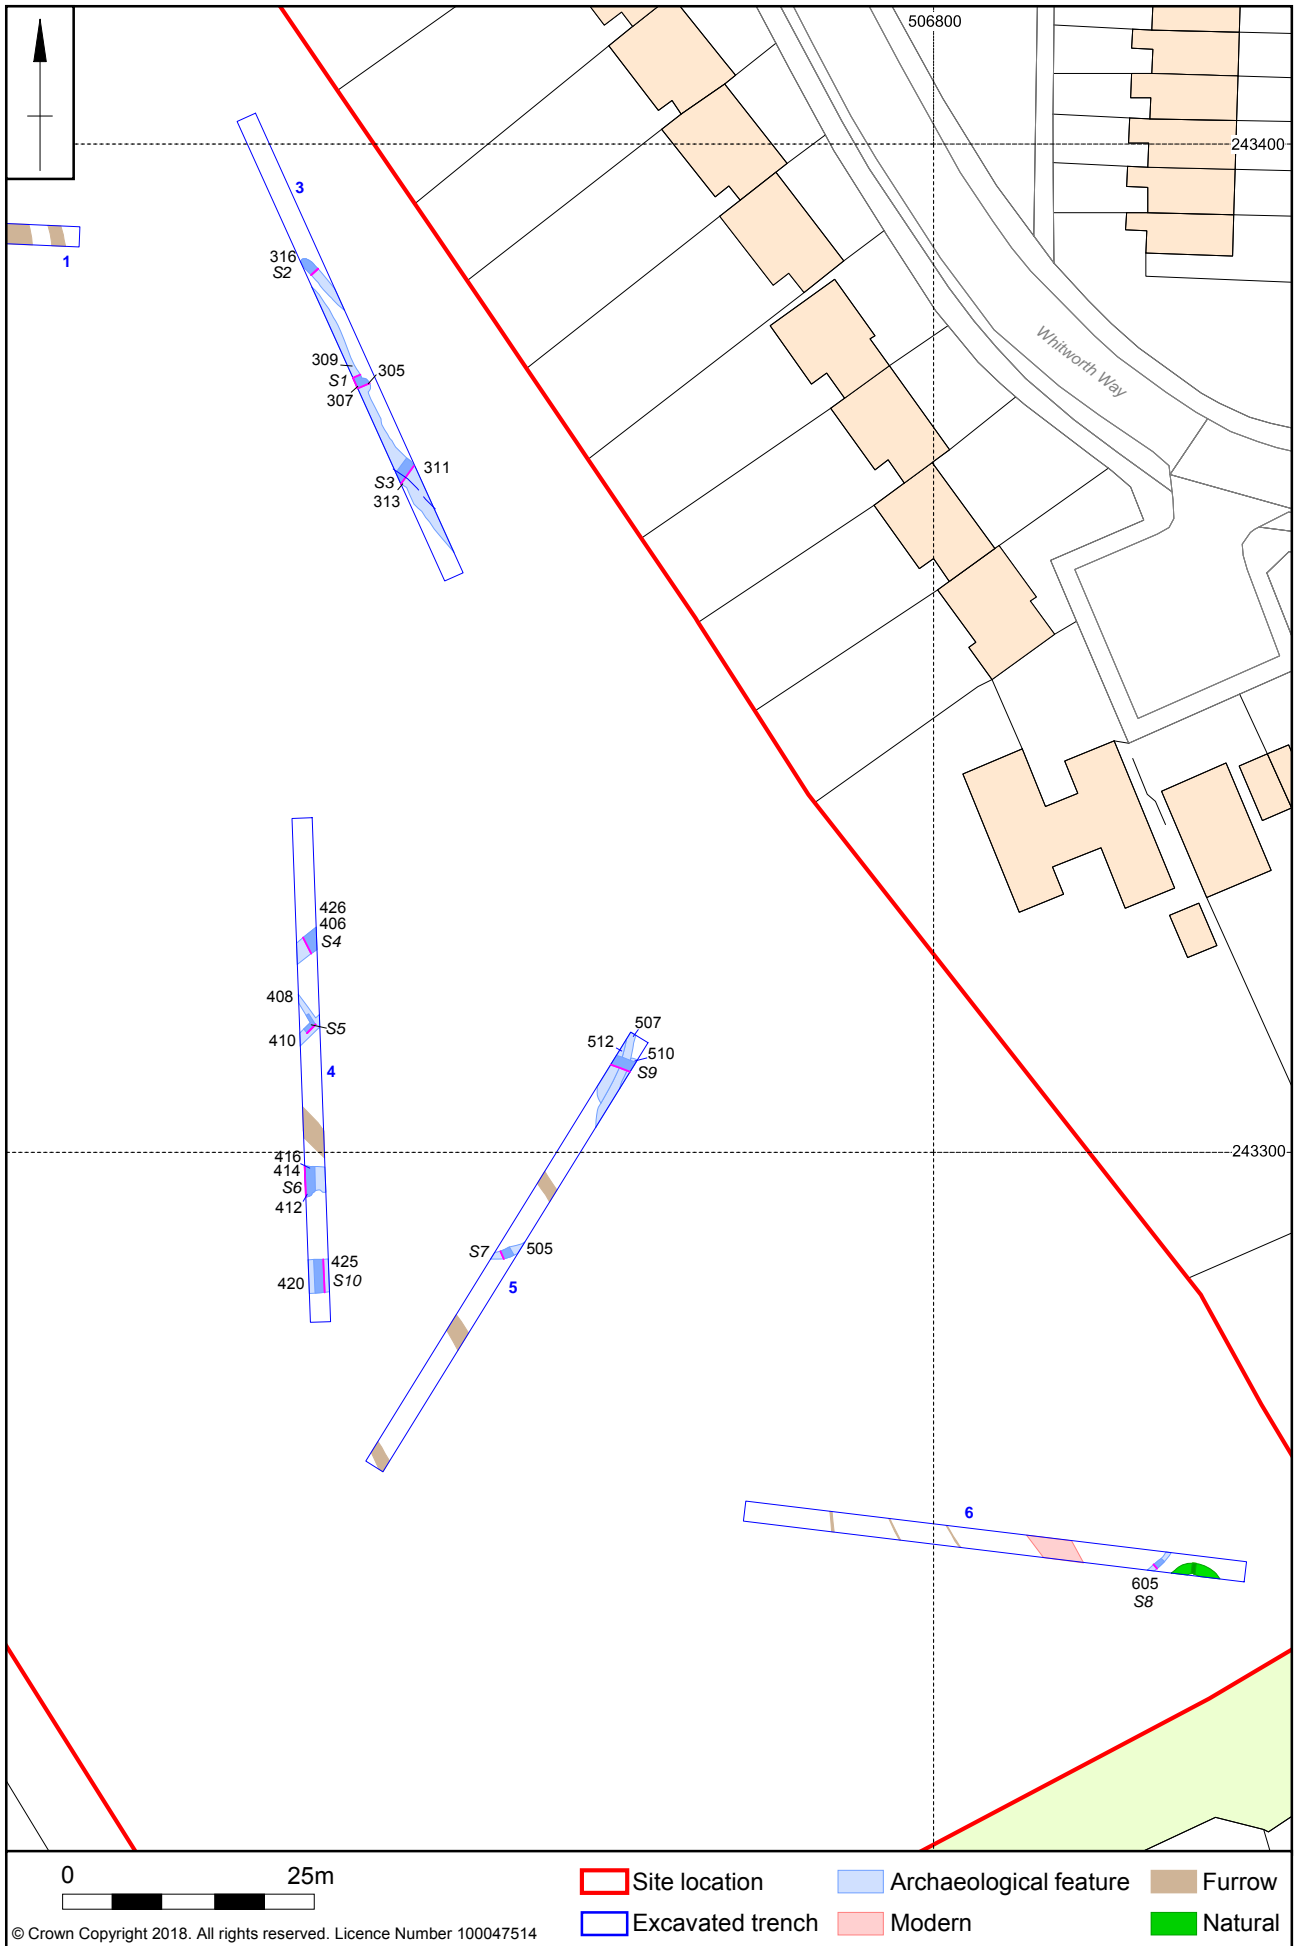 506800
243400
3
1
316
S2
309
305
S1
307
311
S3
313
Whitworth Way
426
406
S4
408
S5
410
4
507
512
510
S9
243300
416
414
S6
412
S7
505
425
420
S10
5
6
605
S8
0
25m
Site location
Archaeological feature
Furrow
Excavated trench
Modern
Natural
© Crown Copyright 2018. All rights reserved. Licence Number 100047514